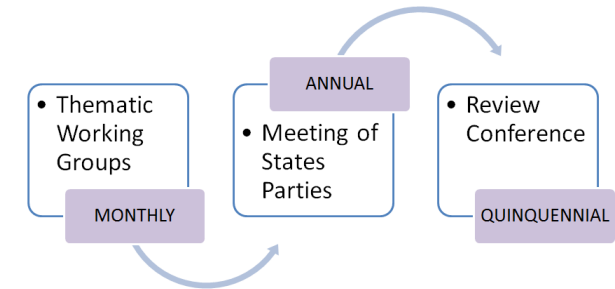 • Thematic
Working
Groups
MONTHLY
ANNUAL
• Meeting of
States
Parties
• Review
Conference
QUINQUENNIAL